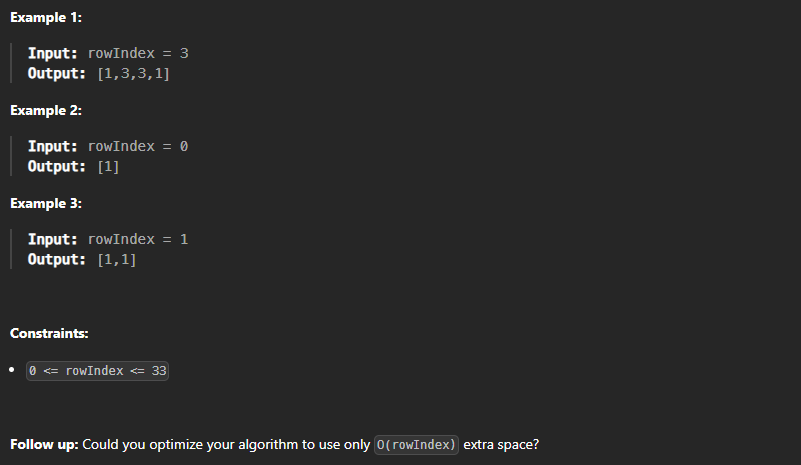 Example 1:
Input: rowIndex = 3
Output: [1,3,3,1]
Example 2:
Input: rowIndex = 0
Output: [1]
Example 3:
Input: rowIndex = 1
Output: [1,1]
Constraints:
• 0 <= rowIndex <= 33
Follow up: Could you optimize your algorithm to use only O(rowIndex) extra space?